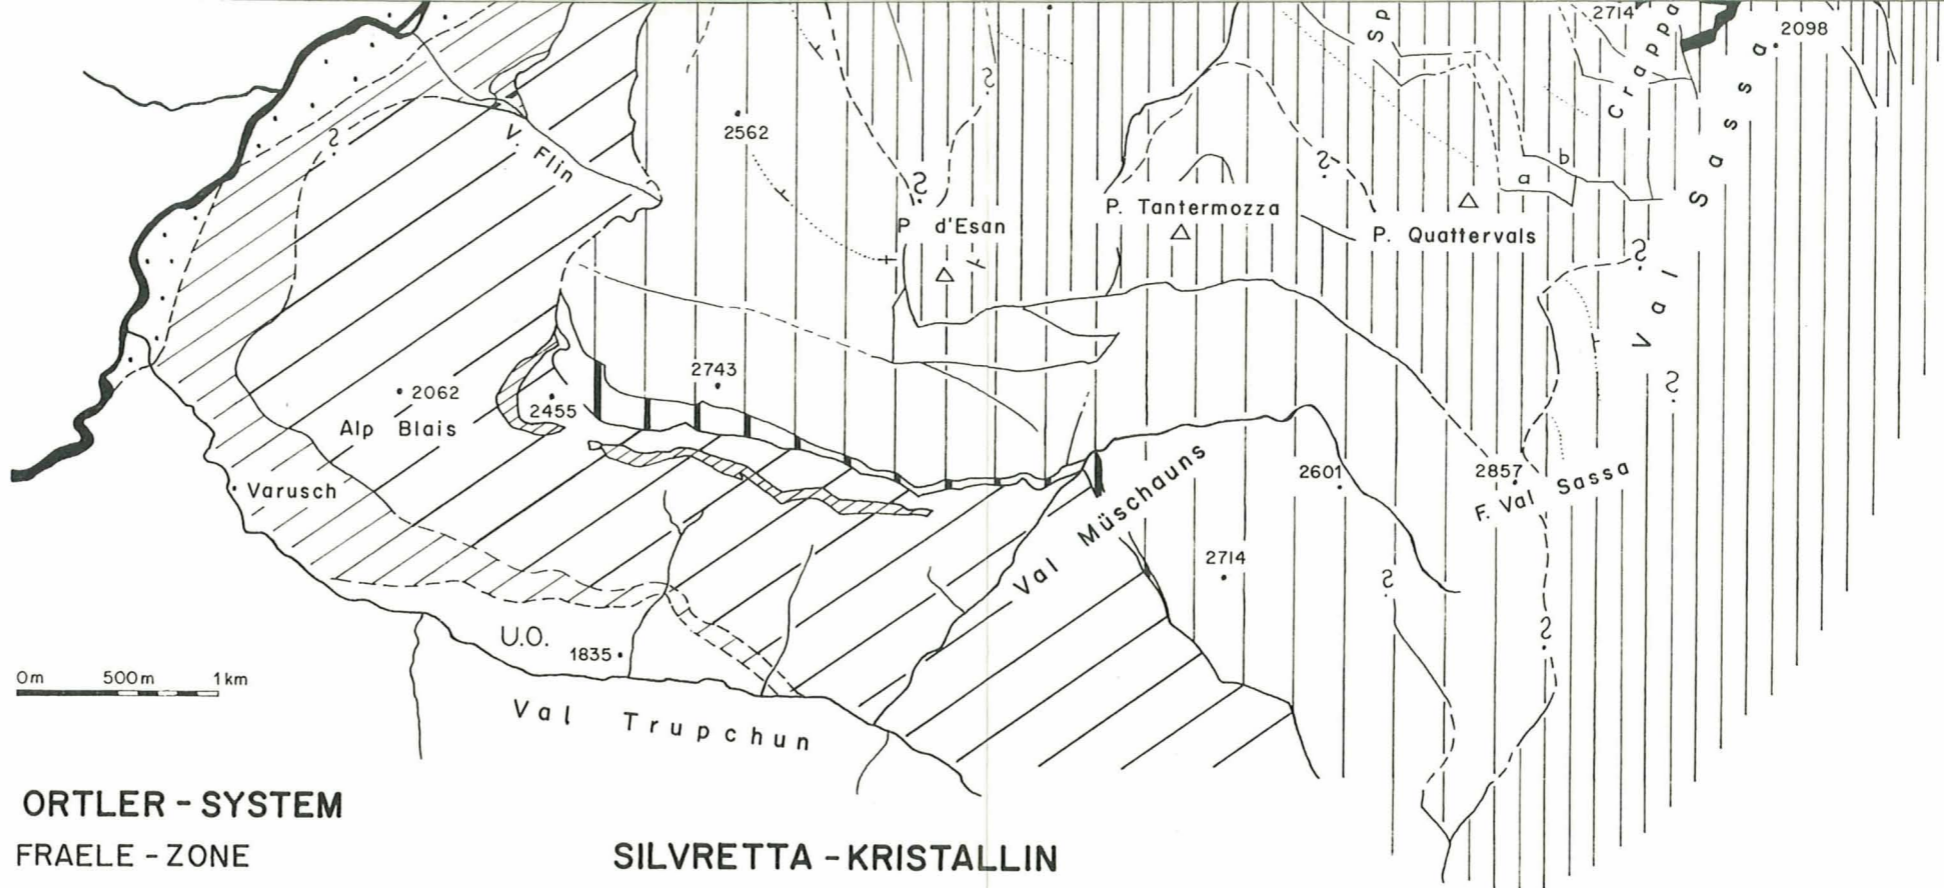 2714
Crappa
Sp
2098
Val Sassa
V. Flin
2562
b
a
P. d'Esan
P. Tantermozza
P. Quattervals
2743
2062
Alp Blais
2455
2601
2857
F. Val Sassa
Varusch
Val Müschauns
2714
U.O.
1835
0m 500m 1km
Val Trupchun
ORTLER - SYSTEM
FRAELE - ZONE
SILVRETTA - KRISTALLIN